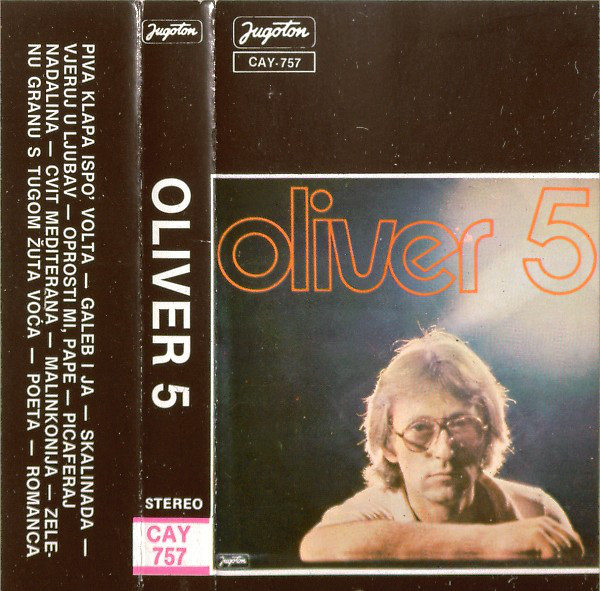 PIVA KLAPA ISPO' VOLTA — GALEB I JA — SKALINADA —
VJERUJ U LJUBAV — OPROSTI MI, PAPE — PICAFERAJ
NADALINA — CVIT MEDITERANA — MALINKONIJA — ZELE-
NU GRANU S TUGOM ŽUTA VOĆA — POETA — ROMANCA
Jugoton
OLIVER 5
STEREO
CAY
757
Jugoton
CAY-757
oliver 5
Jugoton